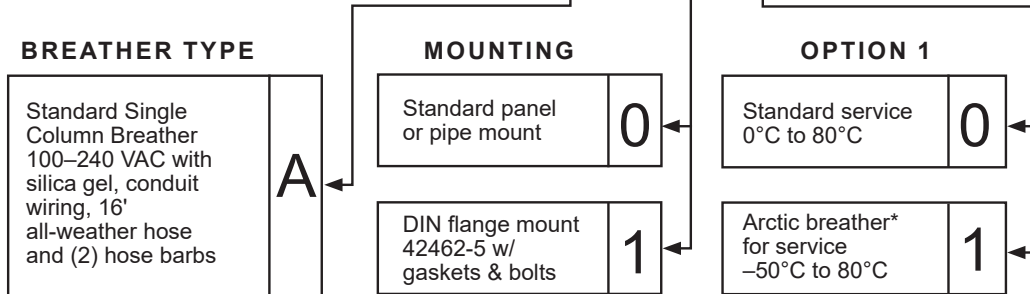 BREATHER TYPE
Standard Single
Column Breather
100–240 VAC with
silica gel, conduit
wiring, 16'
all-weather hose
and (2) hose barbs
A
MOUNTING
Standard panel
or pipe mount
0
DIN flange mount
42462-5 w/
gaskets & bolts
1
OPTION 1
Standard service
0°C to 80°C
0
Arctic breather*
for service
–50°C to 80°C
1